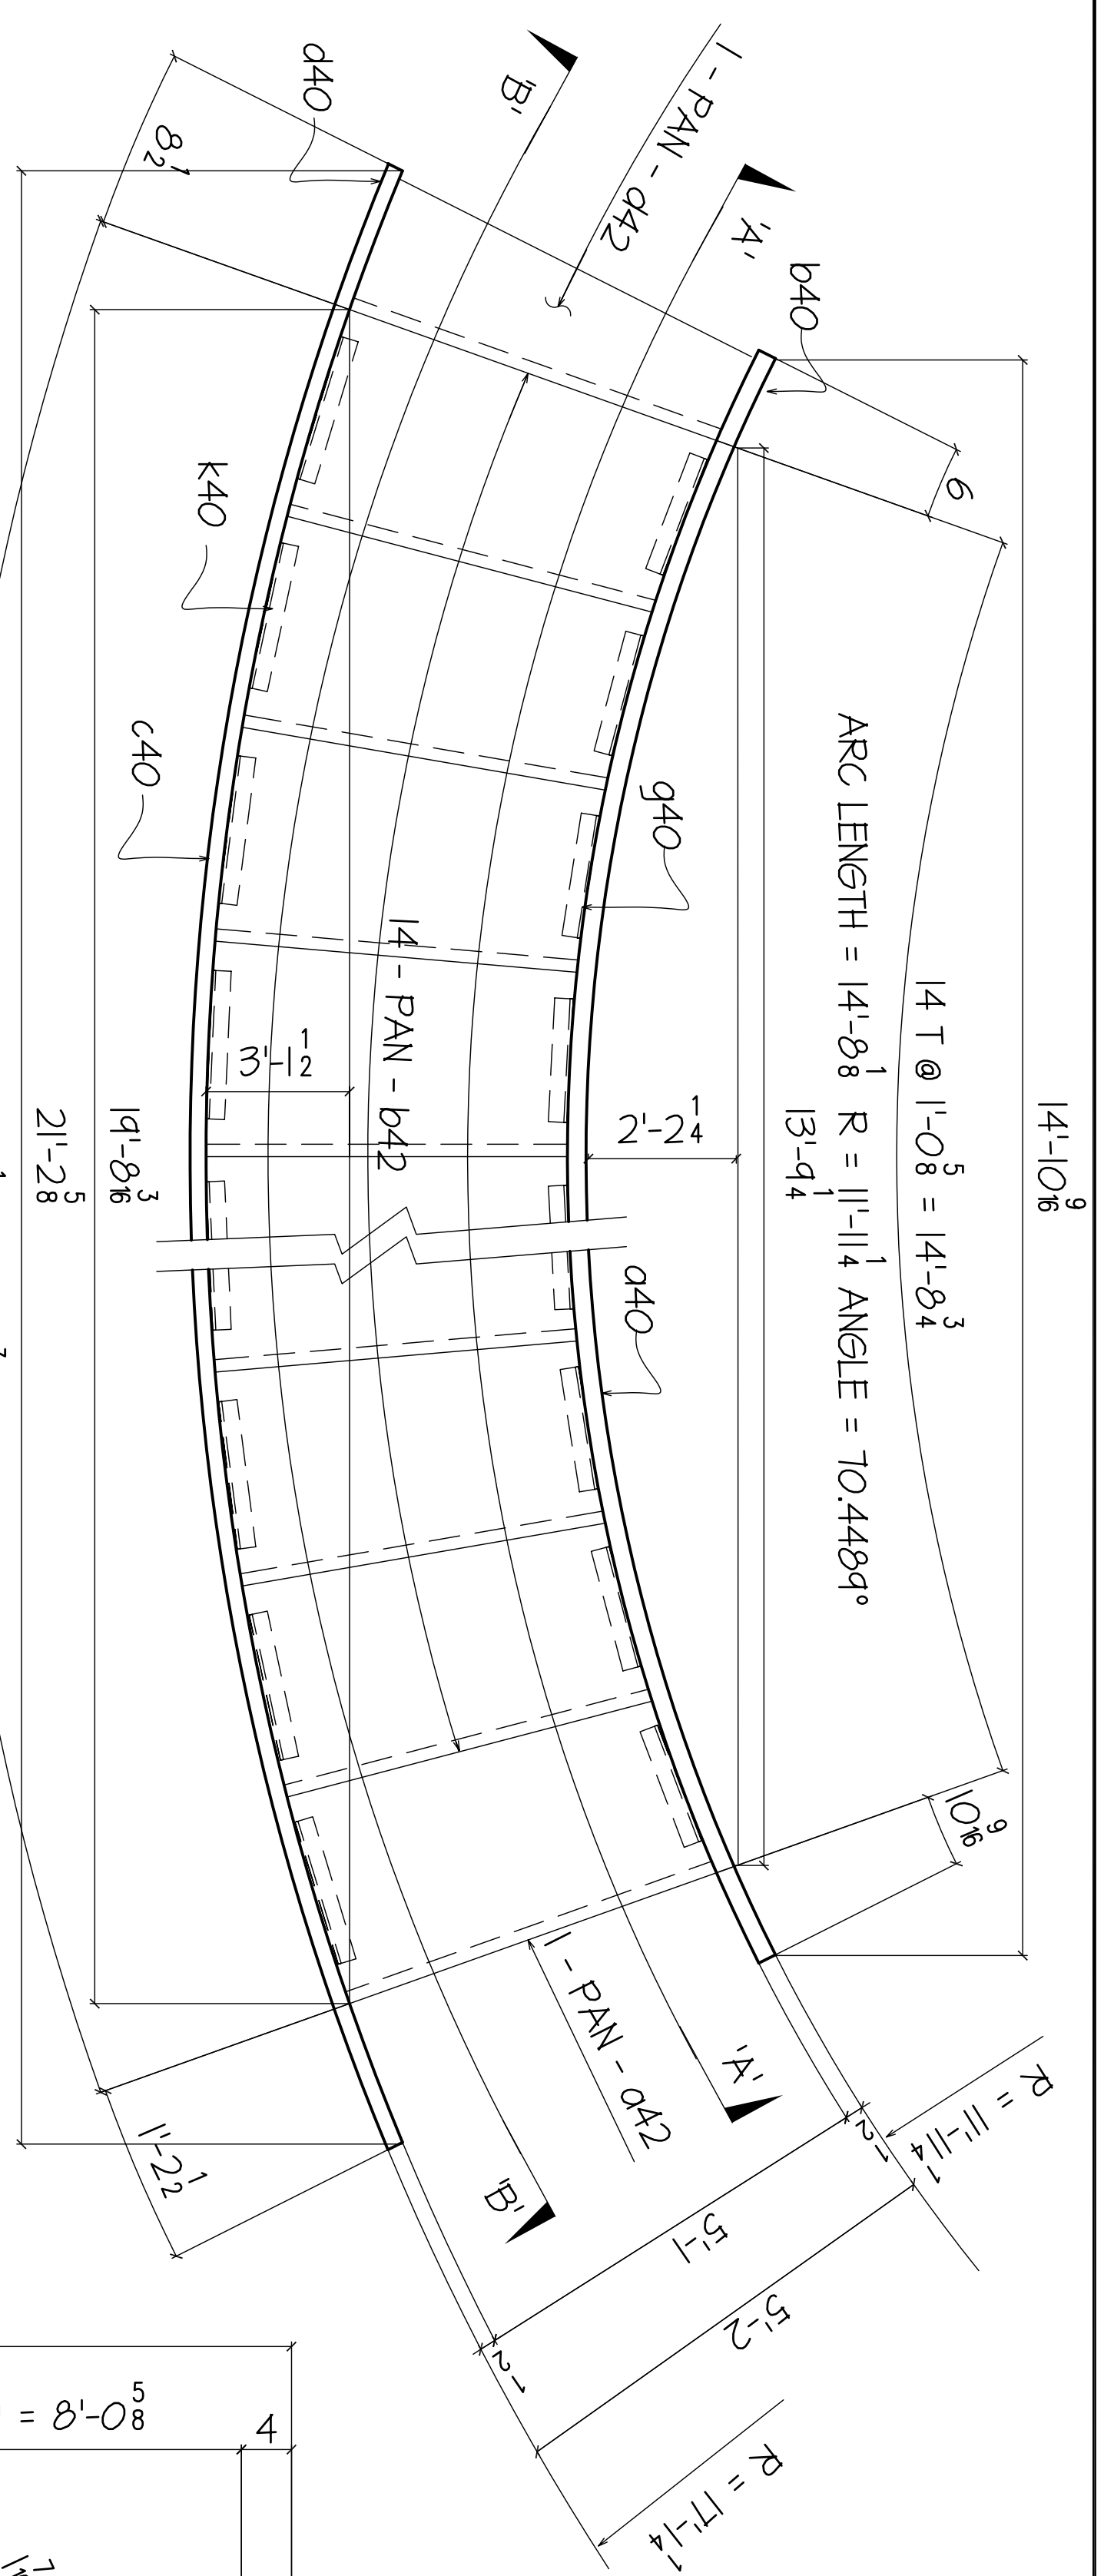 14'-10 9/16
14 T @ 1'-0 5/8 = 14'-8 3/4
ARC LENGTH = 14'-8 1/8 R = 11'-11 1/4 ANGLE = 70.489°
13'-9 1/4
6
10 9/16
b40
'A'
1 - PAN - d42
'B'
d40
8 1/2
g40
a40
2'-2 1/4
14 - PAN - b42
3'-1 1/2
k40
c40
19'-8 3/16
21'-2 5/8
1 - PAN - a42
'A'
'B'
1'-2 1/2
R = 11'-11 1/4
1/2
5'-1
5'-2
1/2
R = 17'-1 1/4
= 8'-0 5/8
4